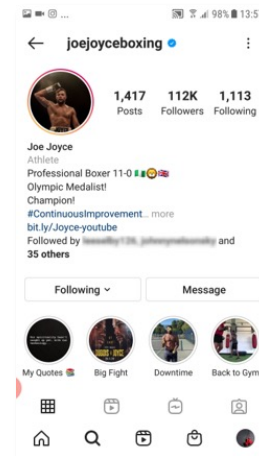 98% 13:5
joejoyceboxing
1,417 112K 1,113
Posts Followers Following
Joe Joyce
Athlete
Professional Boxer 11-0
Olympic Medalist!
Champion!
#ContinuousImprovement... more
bit.ly/Joyce-youtube
Followed by and
35 others
Following Message
My Quotes Big Fight Downtime Back to Gym